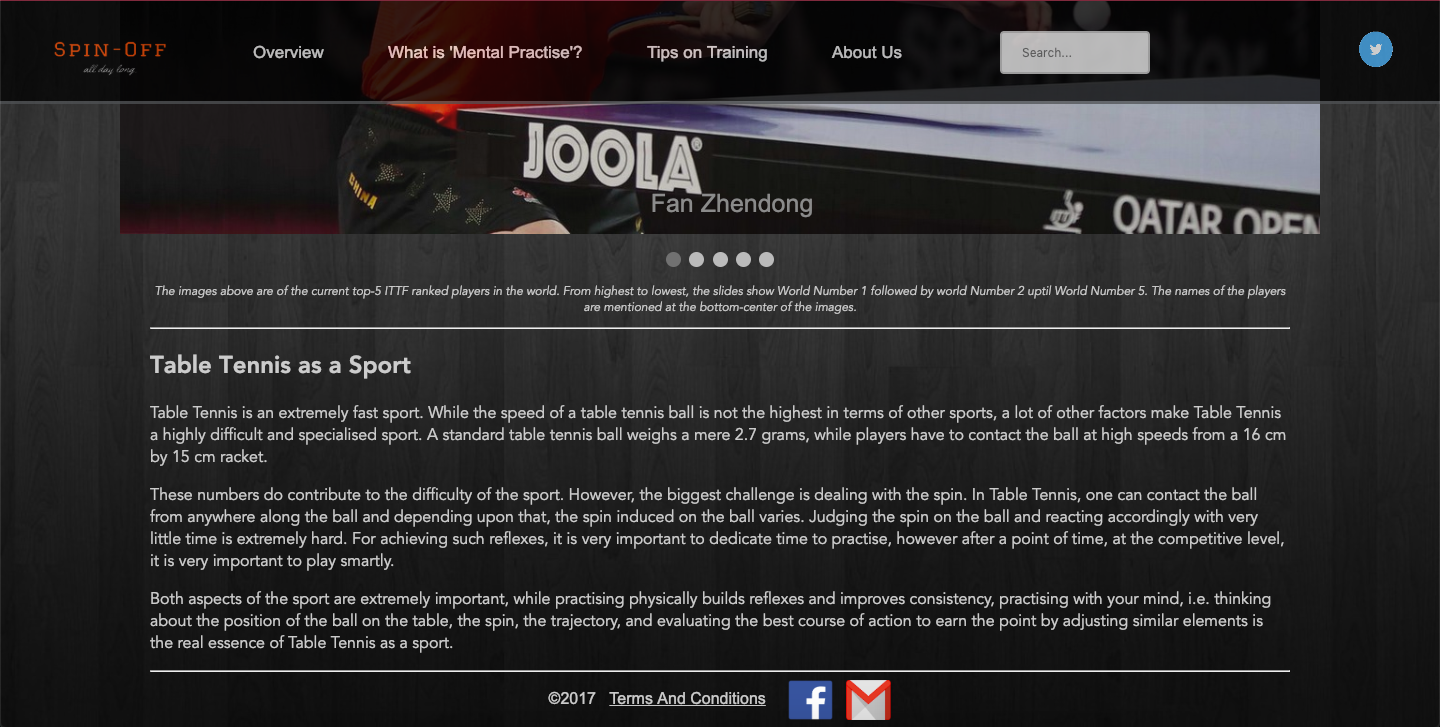 SPIN-OFF
all day long.
Overview
What is 'Mental Practise'?
Tips on Training
About Us
Search...
CHINA
JOOLA®
Fan Zhendong
QATAR OPEN
The images above are of the current top-5 ITTF ranked players in the world. From highest to lowest, the slides show World Number 1 followed by world Number 2 uptil World Number 5. The names of the players
are mentioned at the bottom-center of the images.
Table Tennis as a Sport
Table Tennis is an extremely fast sport. While the speed of a table tennis ball is not the highest in terms of other sports, a lot of other factors make Table Tennis
a highly difficult and specialised sport. A standard table tennis ball weighs a mere 2.7 grams, while players have to contact the ball at high speeds from a 16 cm
by 15 cm racket.
These numbers do contribute to the difficulty of the sport. However, the biggest challenge is dealing with the spin. In Table Tennis, one can contact the ball
from anywhere along the ball and depending upon that, the spin induced on the ball varies. Judging the spin on the ball and reacting accordingly with very
little time is extremely hard. For achieving such reflexes, it is very important to dedicate time to practise, however after a point of time, at the competitive level,
it is very important to play smartly.
Both aspects of the sport are extremely important, while practising physically builds reflexes and improves consistency, practising with your mind, i.e. thinking
about the position of the ball on the table, the spin, the trajectory, and evaluating the best course of action to earn the point by adjusting similar elements is
the real essence of Table Tennis as a sport.
©2017 Terms And Conditions